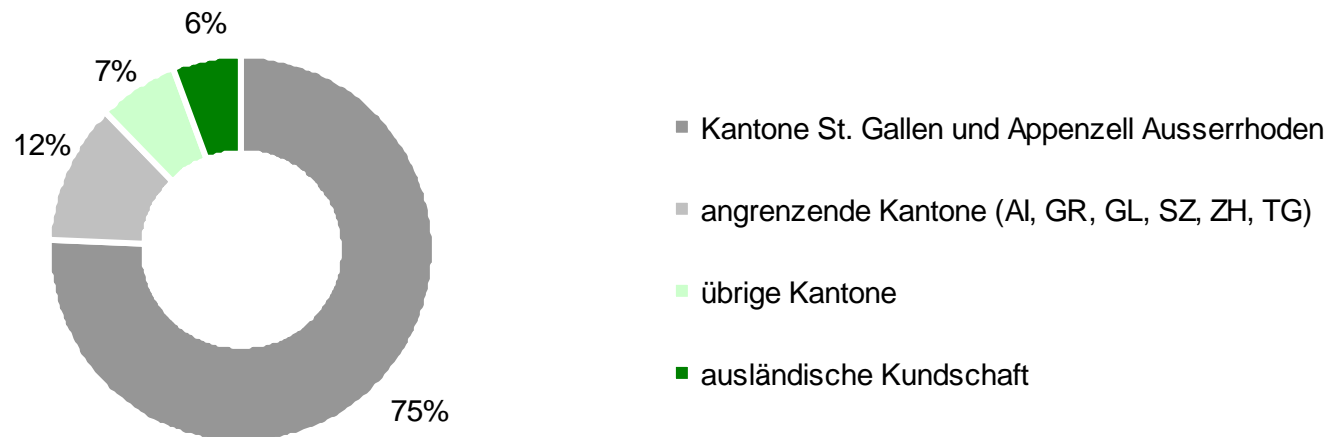 6%
7%
12%
75%
Kantone St. Gallen und Appenzell Ausserrhoden
angrenzende Kantone (AI, GR, GL, SZ, ZH, TG)
übrige Kantone
ausländische Kundschaft